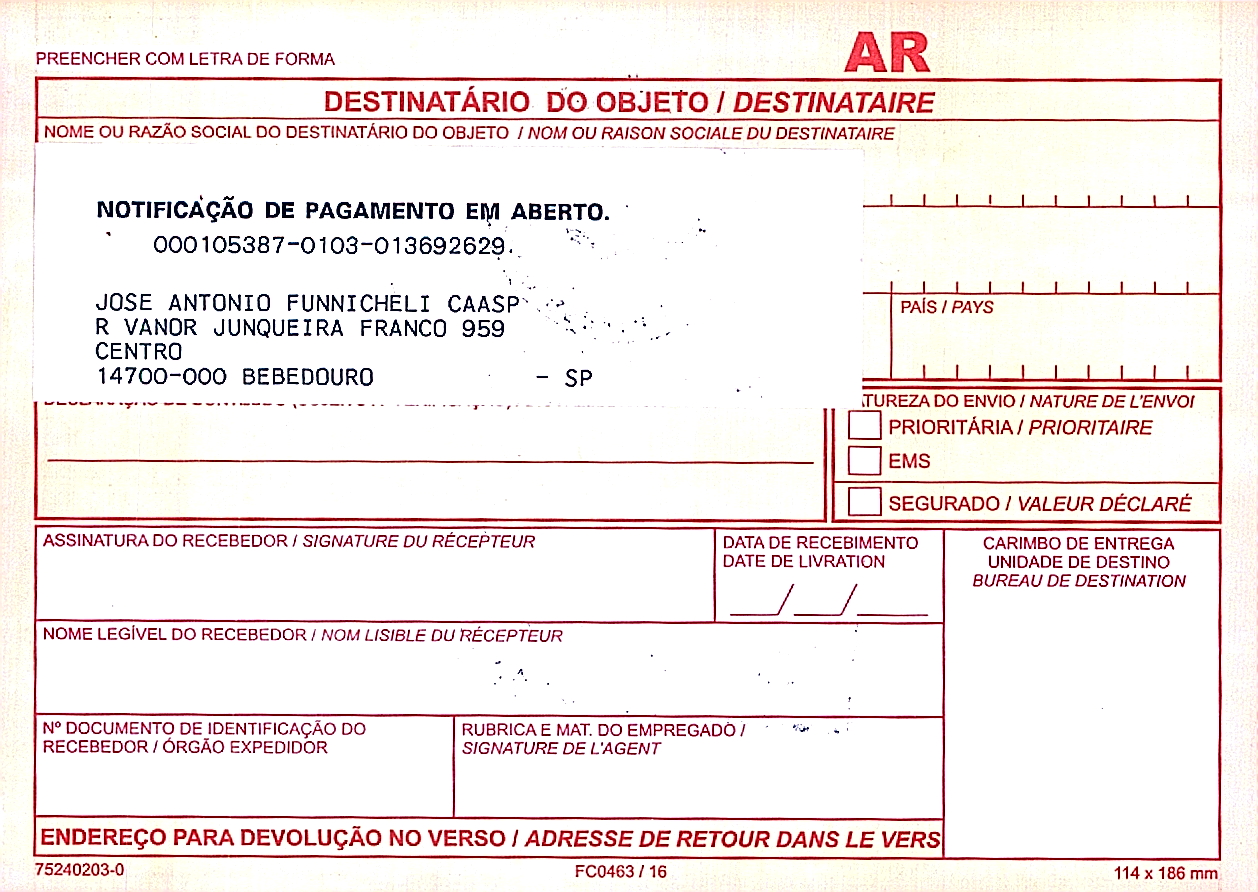 PREENCHER COM LETRA DE FORMA
AR
DESTINATÁRIO DO OBJETO / DESTINATAIRE
NOME OU RAZÃO SOCIAL DO DESTINATÁRIO DO OBJETO / NOM OU RAISON SOCIALE DU DESTINATAIRE
NOTIFICAÇÃO DE PAGAMENTO EM ABERTO.
000105387-0103-013692629
JOSE ANTONIO FUNNICHELI CAASP
R VANOR JUNQUEIRA FRANCO 959
CENTRO
14700-000 BEBEDOURO - SP
PAÍS / PAYS
ATUREZA DO ENVIO / NATURE DE L'ENVOI
PRIORITÁRIA / PRIORITAIRE
EMS
SEGURADO / VALEUR DÉCLARÉ
ASSINATURA DO RECEBEDOR / SIGNATURE DU RÉCEPTEUR
DATA DE RECEBIMENTO
DATE DE LIVRATION
___/___/_____
CARIMBO DE ENTREGA
UNIDADE DE DESTINO
BUREAU DE DESTINATION
NOME LEGÍVEL DO RECEBEDOR / NOM LISIBLE DU RÉCEPTEUR
Nº DOCUMENTO DE IDENTIFICAÇÃO DO
RECEBEDOR / ÓRGÃO EXPEDIDOR
RUBRICA E MAT. DO EMPREGADO /
SIGNATURE DE L'AGENT
ENDEREÇO PARA DEVOLUÇÃO NO VERSO / ADRESSE DE RETOUR DANS LE VERS
75240203-0
FC0463 / 16
114 x 186 mm